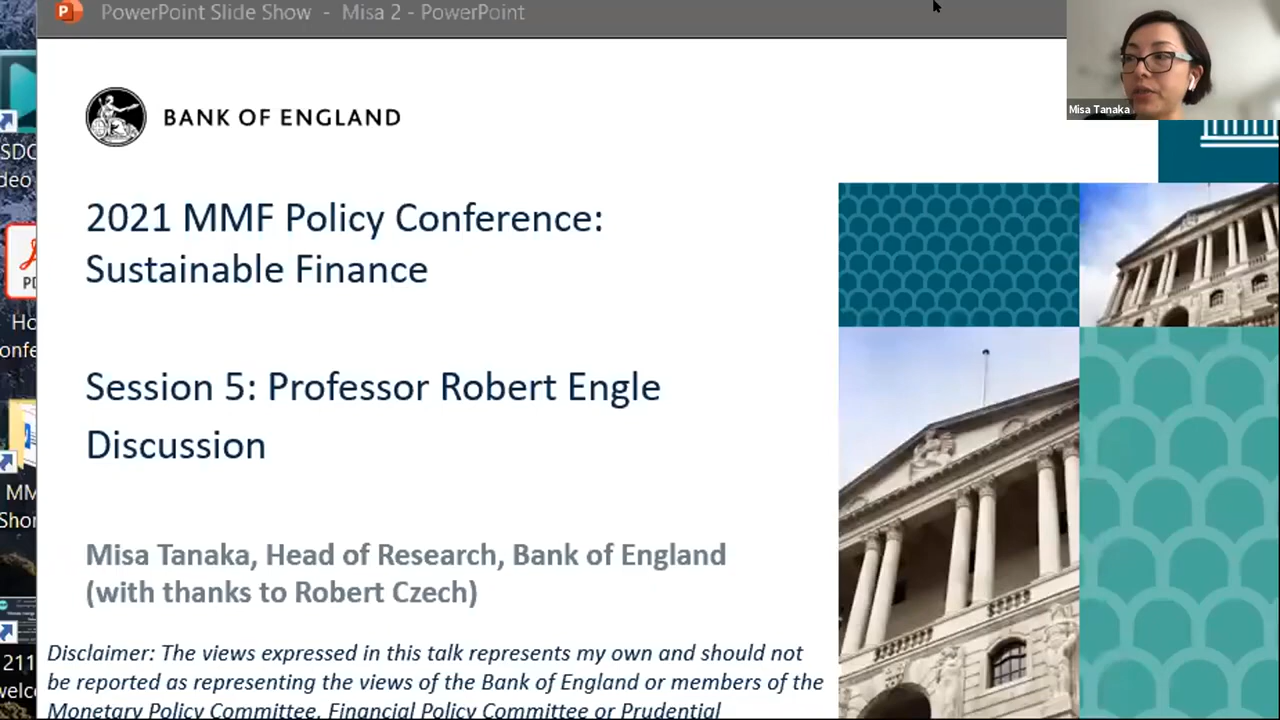 PowerPoint Slide Show - Misa 2 - PowerPoint
Misa Tanaka
BANK OF ENGLAND
2021 MMF Policy Conference:
Sustainable Finance
Session 5: Professor Robert Engle
Discussion
Misa Tanaka, Head of Research, Bank of England
(with thanks to Robert Czech)
Disclaimer: The views expressed in this talk represents my own and should not
be reported as representing the views of the Bank of England or members of the
Monetary Policy Committee, Financial Policy Committee or Prudential